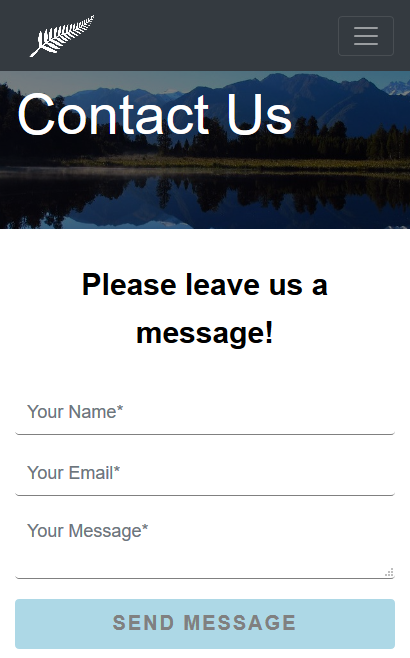 Contact Us
Please leave us a
message!
Your Name*
Your Email*
Your Message*
SEND MESSAGE